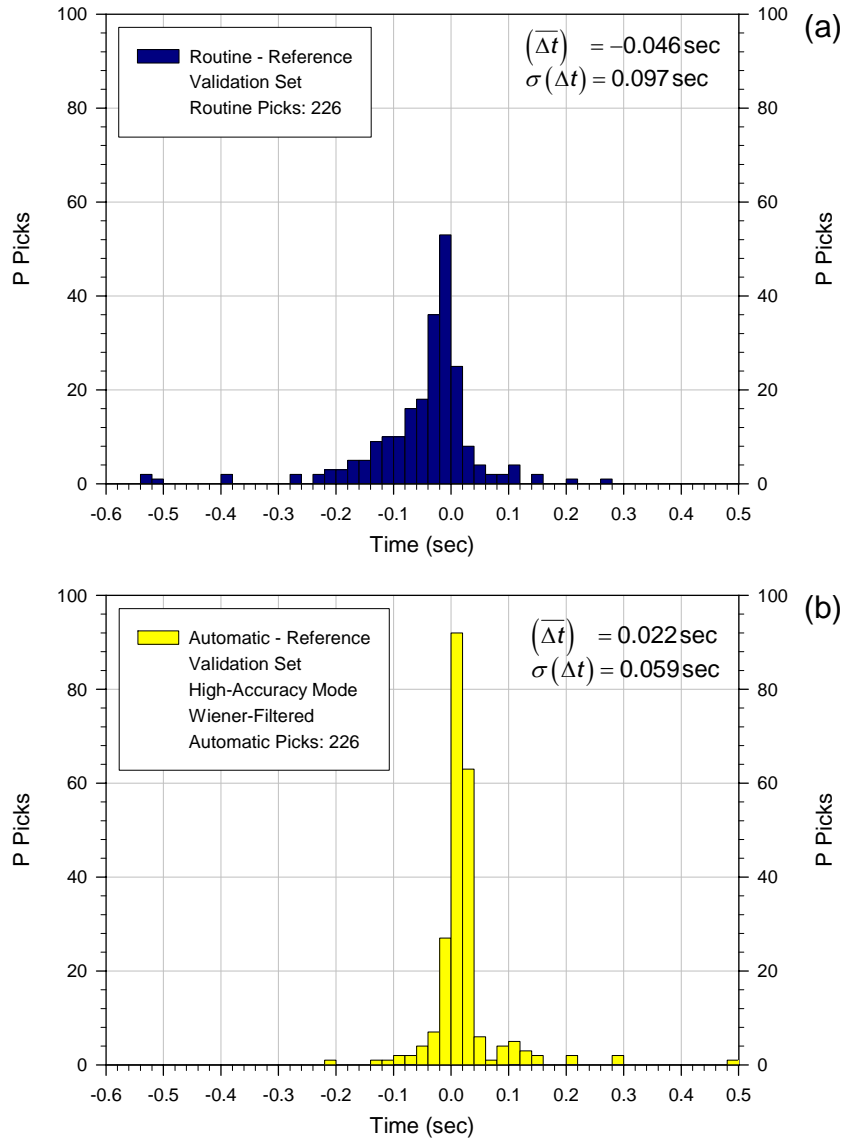 (a)
Routine - Reference
Validation Set
Routine Picks: 226
(Δt) = −0.046 sec
σ(Δt) = 0.097 sec
100
80
60
40
20
0
P Picks
100
80
60
40
20
0
P Picks
-0.6 -0.5 -0.4 -0.3 -0.2 -0.1 0.0 0.1 0.2 0.3 0.4 0.5
Time (sec)
(b)
Automatic - Reference
Validation Set
High-Accuracy Mode
Wiener-Filtered
Automatic Picks: 226
(Δt) = 0.022 sec
σ(Δt) = 0.059 sec
100
80
60
40
20
0
P Picks
100
80
60
40
20
0
P Picks
-0.6 -0.5 -0.4 -0.3 -0.2 -0.1 0.0 0.1 0.2 0.3 0.4 0.5
Time (sec)